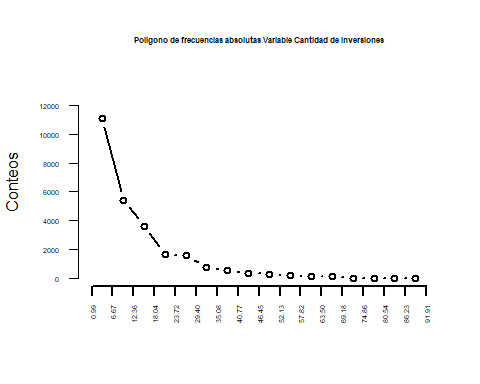 Poligono de frecuencias absolutas Variable Cantidad de inversiones
Conteos
12000
10000
8000
6000
4000
2000
0
0.99 6.67 12.36 18.04 23.72 29.40 35.08 40.77 46.45 52.13 57.82 63.50 69.18 74.86 80.54 86.23 91.91